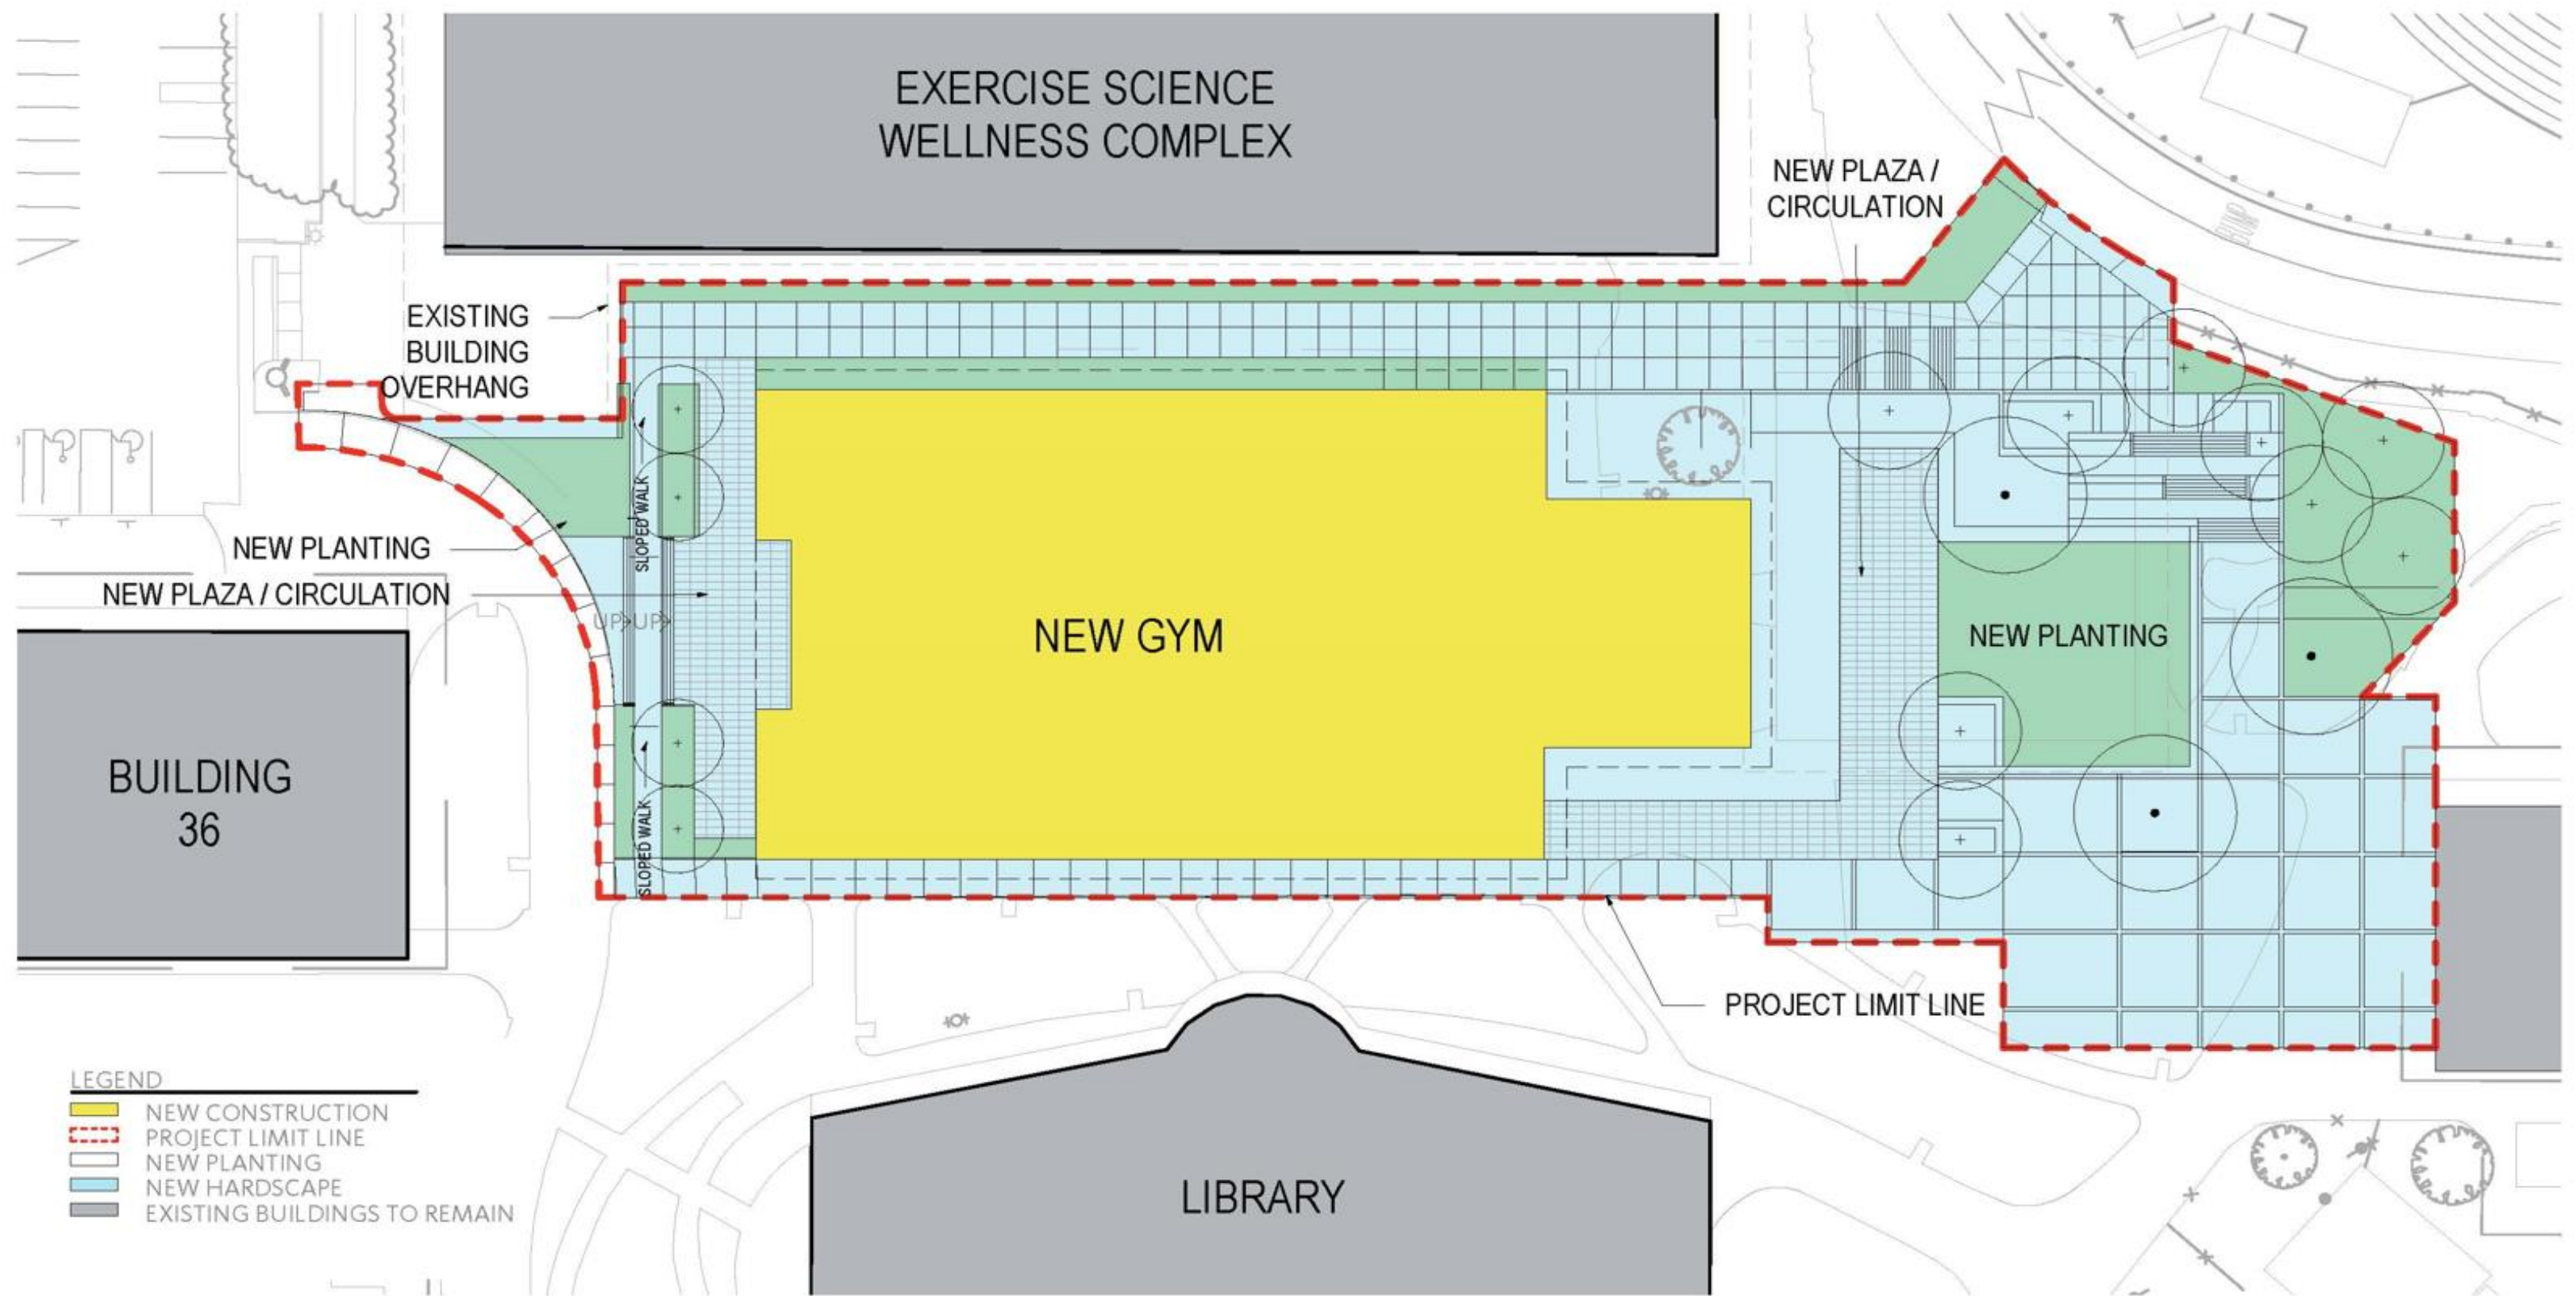 EXERCISE SCIENCE
WELLNESS COMPLEX
NEW PLAZA /
CIRCULATION
EXISTING
BUILDING
OVERHANG
SLOPED WALK
NEW PLANTING
NEW PLAZA / CIRCULATION
UP
UP
NEW GYM
NEW PLANTING
BUILDING
36
SLOPED WALK
PROJECT LIMIT LINE
LIBRARY
LEGEND
NEW CONSTRUCTION
PROJECT LIMIT LINE
NEW PLANTING
NEW HARDSCAPE
EXISTING BUILDINGS TO REMAIN